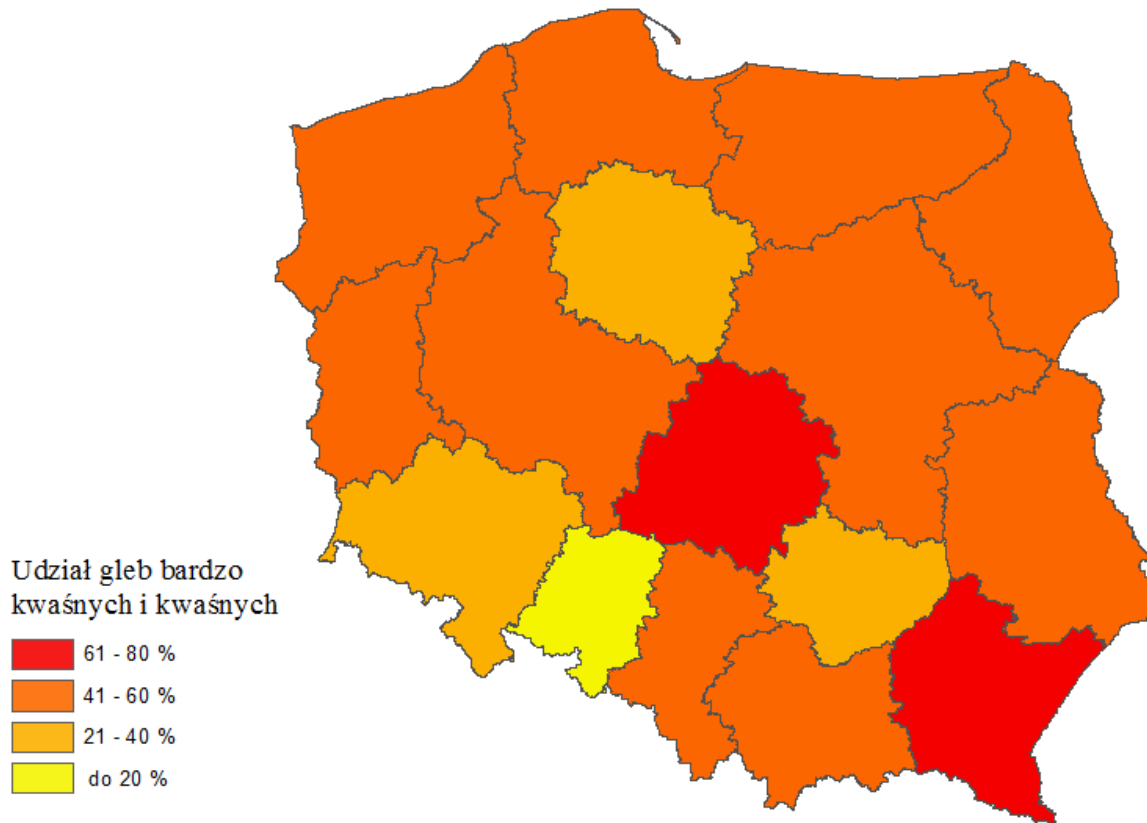 Udział gleb bardzo
kwaśnych i kwaśnych
61 - 80 %
41 - 60 %
21 - 40 %
do 20 %